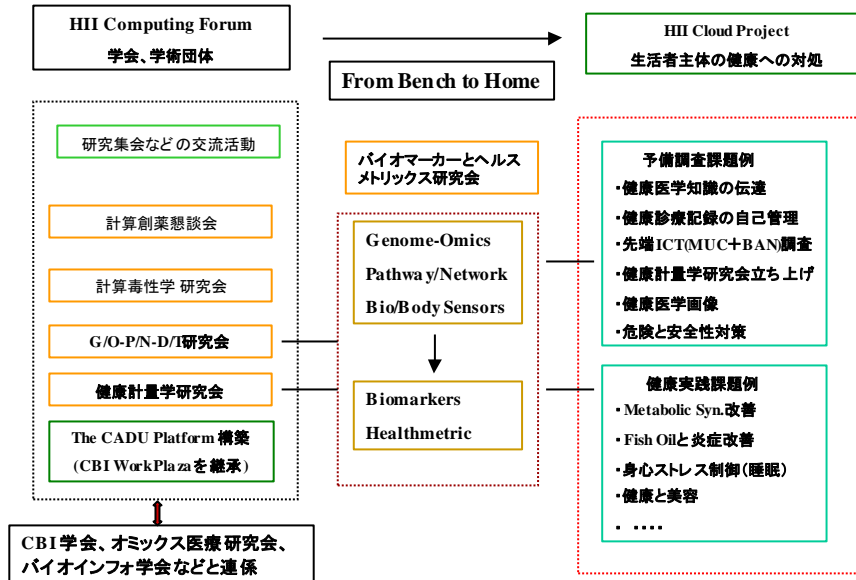 HII Computing Forum
学会、学術団体
From Bench to Home
HII Cloud Project
生活者主体の健康への対処
研究集会などの交流活動
計算創薬懇談会
計算毒性学 研究会
G/O-P/N-D/T研究会
健康計量学研究会
The CADU Platform 構築
(CBI WorkPlazaを継承)
CBI 学会、オミックス医療研究会、
バイオインフォ学会などと連係
バイオマーカーとヘルス
メトリックス研究会
Genome-Omics
Pathway/Network
Bio/Body Sensors
Biomarkers
Healthmetric
予備調査課題例
・健康医学知識の伝達
・健康診療記録の自己管理
・先端ICT(MUC＋BAN)調査
・健康計量学研究会立ち上げ
・健康医学画像
・危険と安全性対策
健康実践課題例
・Metabolic Syn.改善
・Fish Oilと炎症改善
・身心ストレス制御（睡眠）
・健康と美容
・ ‥‥